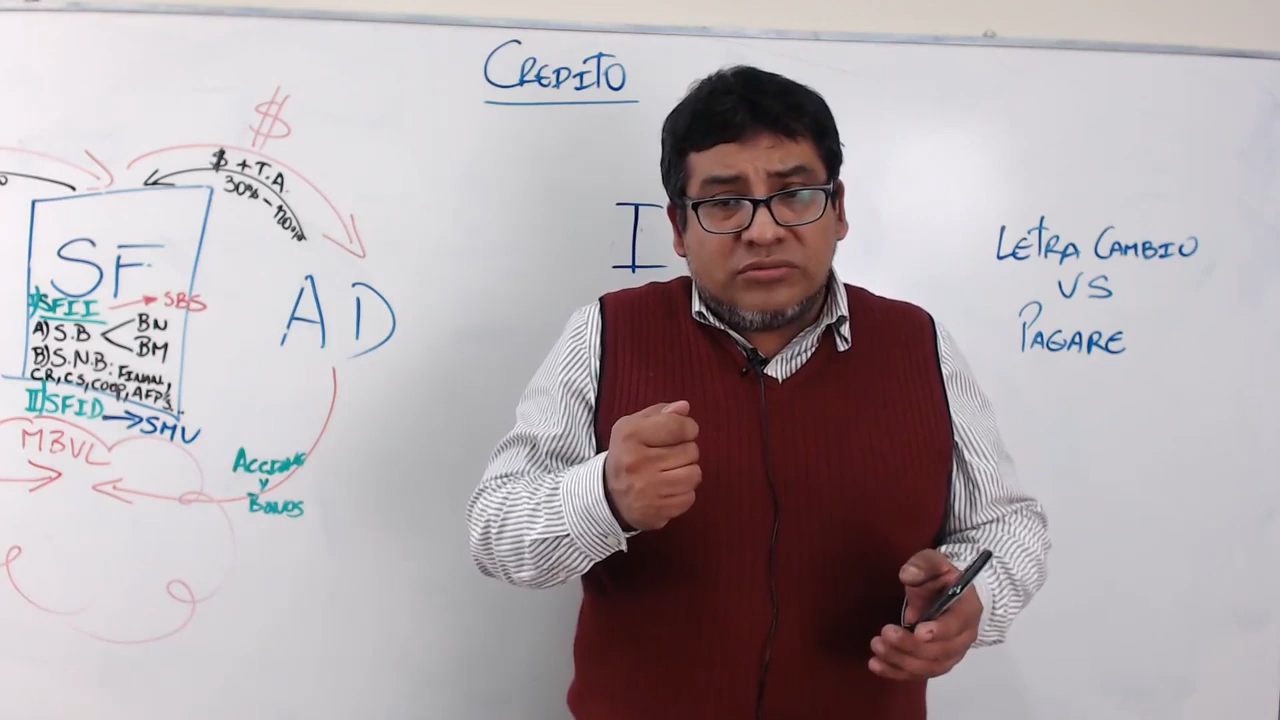 CREDITO
$
$ + T.A.
30% - 120%
SF
I) SFII → SBS
A) S.B < BN
BM
B) S.N.B: FINAN,
CR, CS, COOP, AFP's..
II) SFID → SMV
MBVL
AD
ACCIONES
Y
BONOS
I
LETRA CAMBIO
VS
PAGARE